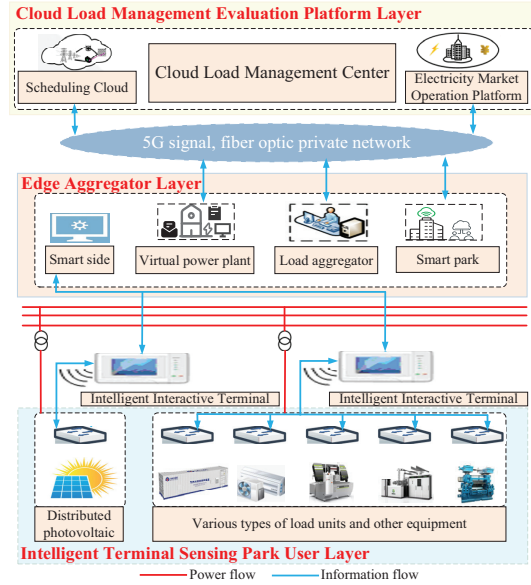 Cloud Load Management Evaluation Platform Layer
Scheduling Cloud
Cloud Load Management Center
Electricity Market
Operation Platform
5G signal, fiber optic private network
Edge Aggregator Layer
Smart side
Virtual power plant
Load aggregator
Smart park
Intelligent Interactive Terminal
Intelligent Interactive Terminal
Distributed
photovoltaic
Various types of load units and other equipment
Intelligent Terminal Sensing Park User Layer
Power flow
Information flow